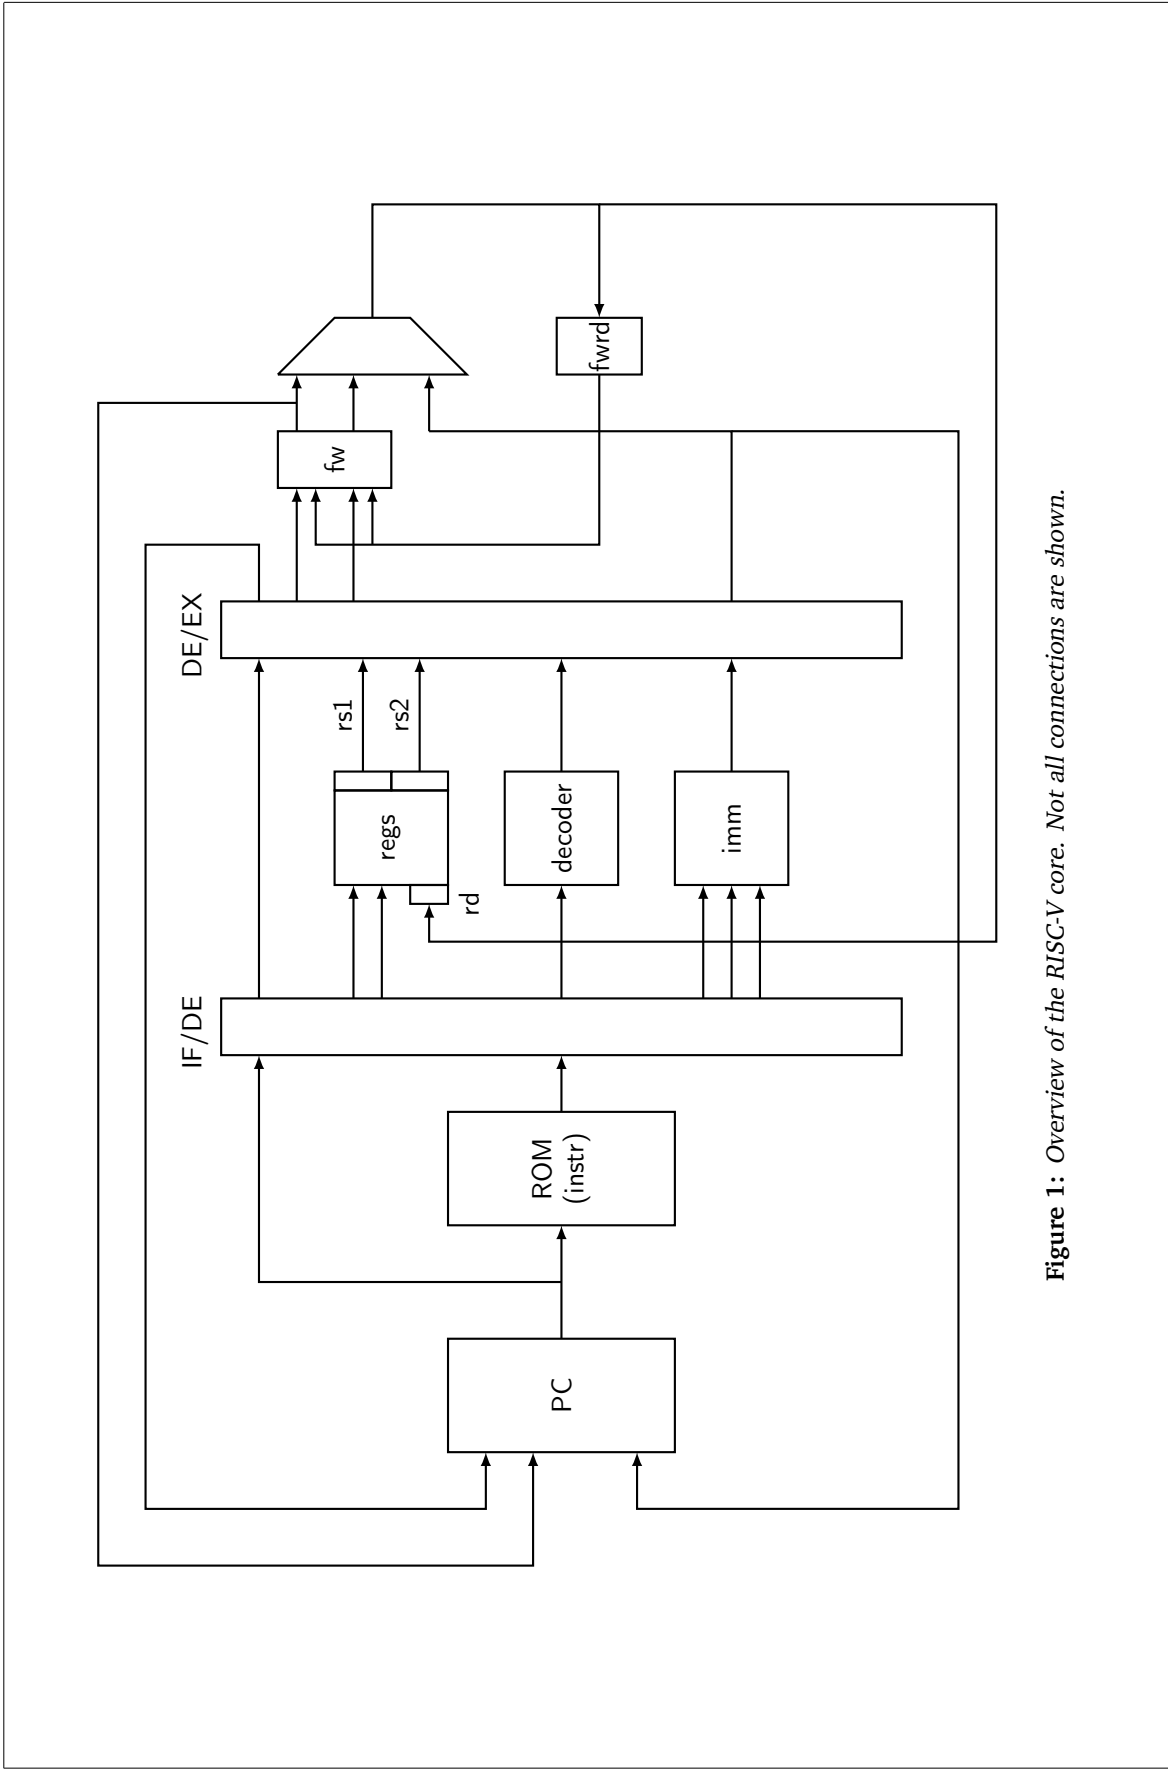 PC
ROM
(instr)
IF/DE
regs
rd
rs1
rs2
decoder
imm
DE/EX
fw
fwrd
Figure 1: Overview of the RISC-V core. Not all connections are shown.